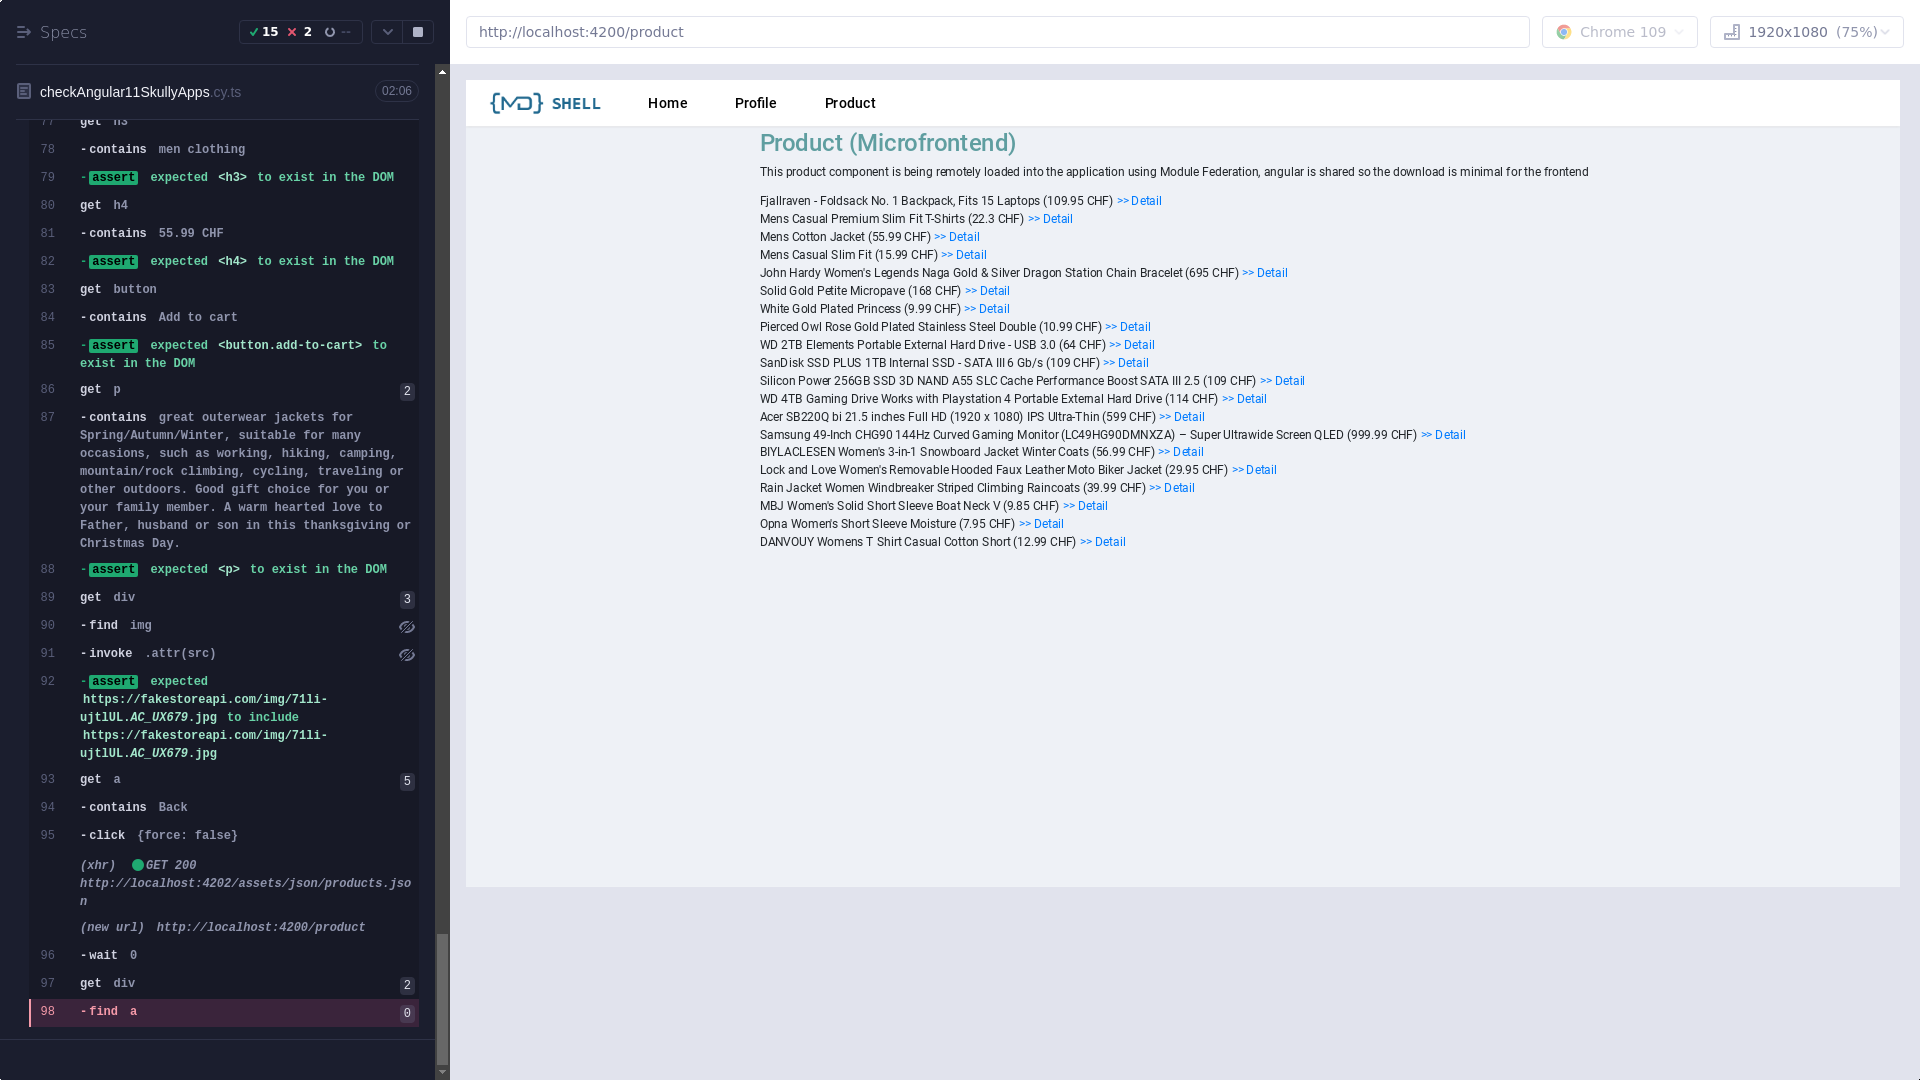 Specs
15 2 --
checkAngular11SkullyApps.cy.ts 02:06
77 get h3
78 -contains men clothing
79 -assert expected <h3> to exist in the DOM
80 get h4
81 -contains 55.99 CHF
82 -assert expected <h4> to exist in the DOM
83 get button
84 -contains Add to cart
85 -assert expected <button.add-to-cart> to
exist in the DOM
86 get p 2
87 -contains great outerwear jackets for
Spring/Autumn/Winter, suitable for many
occasions, such as working, hiking, camping,
mountain/rock climbing, cycling, traveling or
other outdoors. Good gift choice for you or
your family member. A warm hearted love to
Father, husband or son in this thanksgiving or
Christmas Day.
88 -assert expected <p> to exist in the DOM
89 get div 3
90 -find img
91 -invoke .attr(src)
92 -assert expected
https://fakestoreapi.com/img/71li-
ujtlUL.AC_UX679.jpg to include
https://fakestoreapi.com/img/71li-
ujtlUL.AC_UX679.jpg
93 get a 5
94 -contains Back
95 -click {force: false}
(xhr) GET 200
http://localhost:4202/assets/json/products.jso
n
(new url) http://localhost:4200/product
96 -wait 0
97 get div 2
98 -find a 0
http://localhost:4200/product
Chrome 109
1920x1080 (75%)
{MD} SHELL Home Profile Product
Product (Microfrontend)
This product component is being remotely loaded into the application using Module Federation, angular is shared so the download is minimal for the frontend
Fjallraven - Foldsack No. 1 Backpack, Fits 15 Laptops (109.95 CHF) >> Detail
Mens Casual Premium Slim Fit T-Shirts (22.3 CHF) >> Detail
Mens Cotton Jacket (55.99 CHF) >> Detail
Mens Casual Slim Fit (15.99 CHF) >> Detail
John Hardy Women's Legends Naga Gold & Silver Dragon Station Chain Bracelet (695 CHF) >> Detail
Solid Gold Petite Micropave (168 CHF) >> Detail
White Gold Plated Princess (9.99 CHF) >> Detail
Pierced Owl Rose Gold Plated Stainless Steel Double (10.99 CHF) >> Detail
WD 2TB Elements Portable External Hard Drive - USB 3.0 (64 CHF) >> Detail
SanDisk SSD PLUS 1TB Internal SSD - SATA III 6 Gb/s (109 CHF) >> Detail
Silicon Power 256GB SSD 3D NAND A55 SLC Cache Performance Boost SATA III 2.5 (109 CHF) >> Detail
WD 4TB Gaming Drive Works with Playstation 4 Portable External Hard Drive (114 CHF) >> Detail
Acer SB220Q bi 21.5 inches Full HD (1920 x 1080) IPS Ultra-Thin (599 CHF) >> Detail
Samsung 49-Inch CHG90 144Hz Curved Gaming Monitor (LC49HG90DMNXZA) – Super Ultrawide Screen QLED (999.99 CHF) >> Detail
BIYLACLESEN Women's 3-in-1 Snowboard Jacket Winter Coats (56.99 CHF) >> Detail
Lock and Love Women's Removable Hooded Faux Leather Moto Biker Jacket (29.95 CHF) >> Detail
Rain Jacket Women Windbreaker Striped Climbing Raincoats (39.99 CHF) >> Detail
MBJ Women's Solid Short Sleeve Boat Neck V (9.85 CHF) >> Detail
Opna Women's Short Sleeve Moisture (7.95 CHF) >> Detail
DANVOUY Womens T Shirt Casual Cotton Short (12.99 CHF) >> Detail